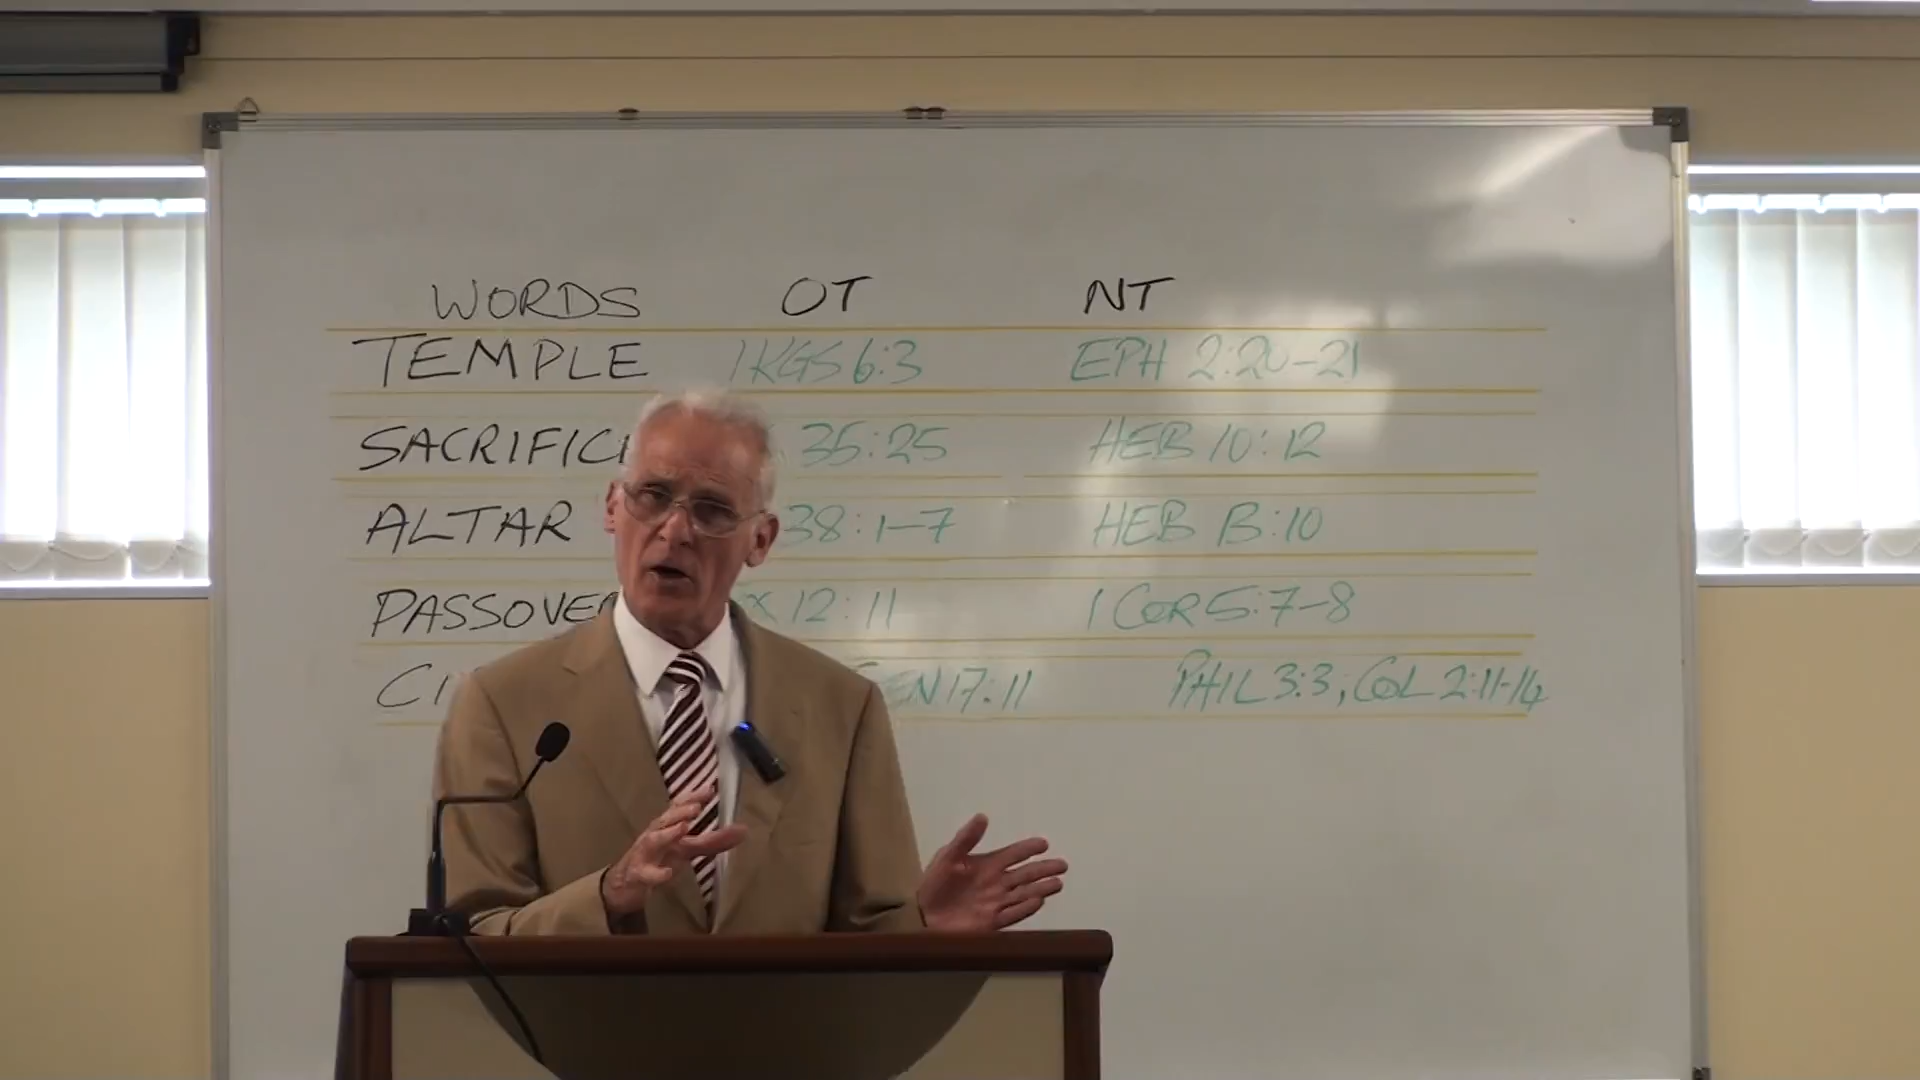 WORDS OT NT
TEMPLE 1KGS 6:3 EPH 2:20-21
35:25 HEB 10:12
ALTAR 38:1-7 HEB 13:10
12:11 1 COR 5:7-8
17:11 PHIL 3:3, COL 2:11-14